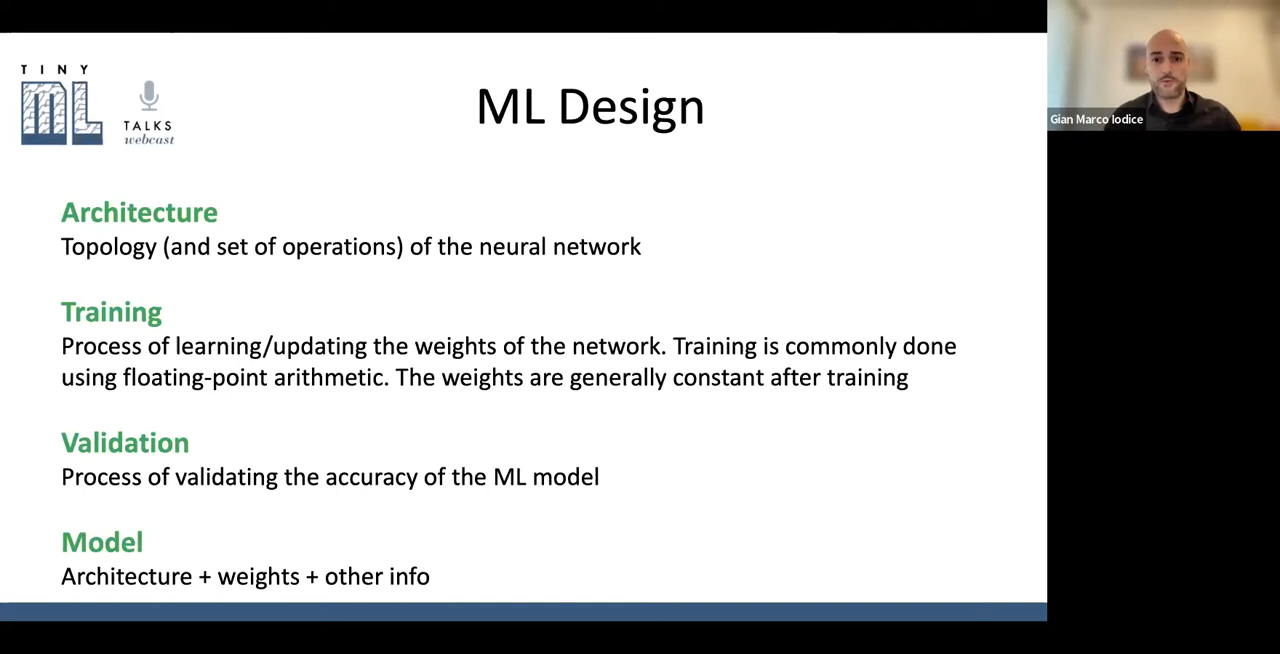 TINY
ML
TALKS
webcast
ML Design
Gian Marco Iodice
Architecture
Topology (and set of operations) of the neural network
Training
Process of learning/updating the weights of the network. Training is commonly done
using floating-point arithmetic. The weights are generally constant after training
Validation
Process of validating the accuracy of the ML model
Model
Architecture + weights + other info